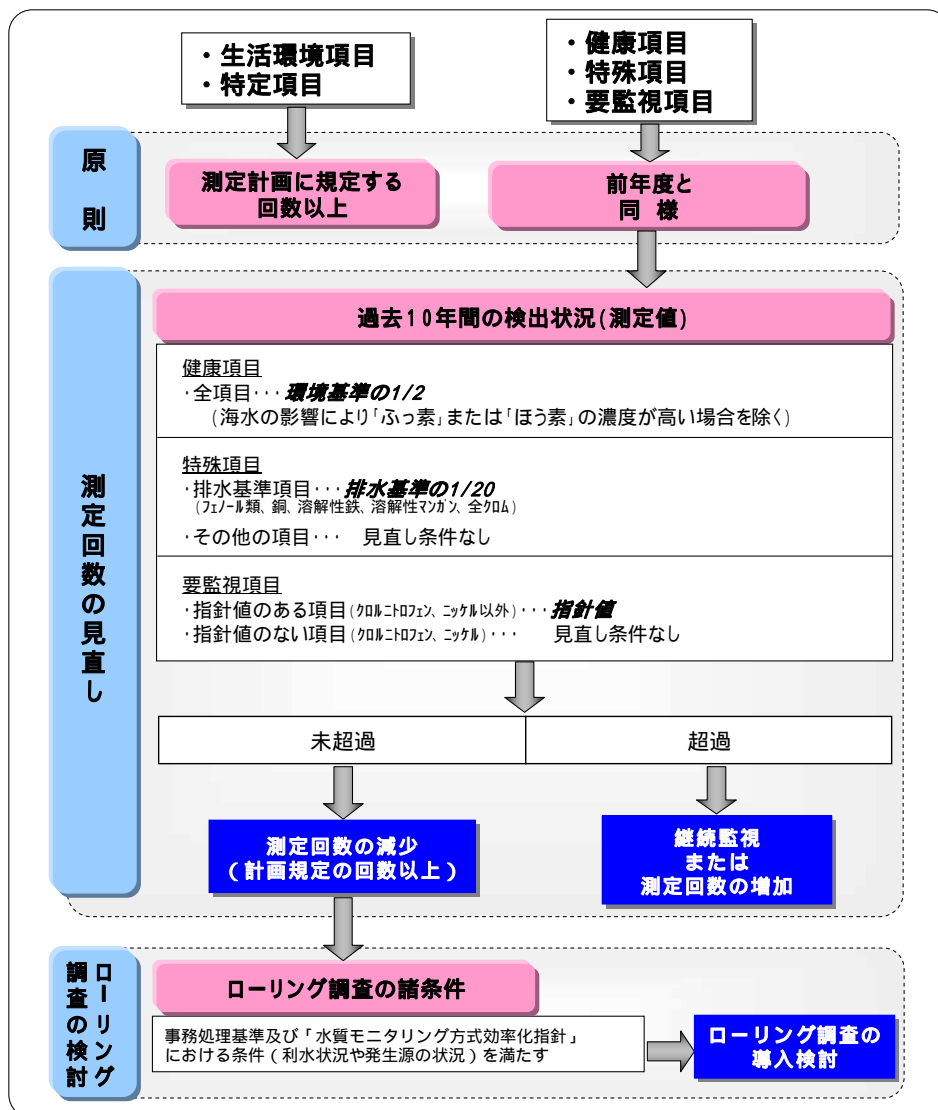 ・生活環境項目
・特定項目
・健康項目
・特殊項目
・要監視項目
原則
測定計画に規定する
回数以上
前年度と
同 様
測定回数の見直し
過去10年間の検出状況(測定値)
健康項目
・全項目･･･環境基準の1/2
(海水の影響により｢ふっ素｣または｢ほう素｣の濃度が高い場合を除く)
特殊項目
・排水基準項目･･･排水基準の1/20
(ﾌｪﾉｰﾙ類、銅、溶解性鉄、溶解性ﾏﾝｶﾞﾝ、全ｸﾛﾑ)
・その他の項目･･･ 見直し条件なし
要監視項目
・指針値のある項目(ｸﾛﾙﾆﾄﾛﾌｪﾝ、ﾆｯｹﾙ以外)･･･指針値
・指針値のない項目(ｸﾛﾙﾆﾄﾛﾌｪﾝ、ﾆｯｹﾙ)･･･ 見直し条件なし
未超過
超過
測定回数の減少
(計画規定の回数以上)
継続監視
または
測定回数の増加
ローリング
調査の検討
ローリング調査の諸条件
事務処理基準及び「水質モニタリング方式効率化指針」
における条件(利水状況や発生源の状況)を満たす
ローリング調査の
導入検討